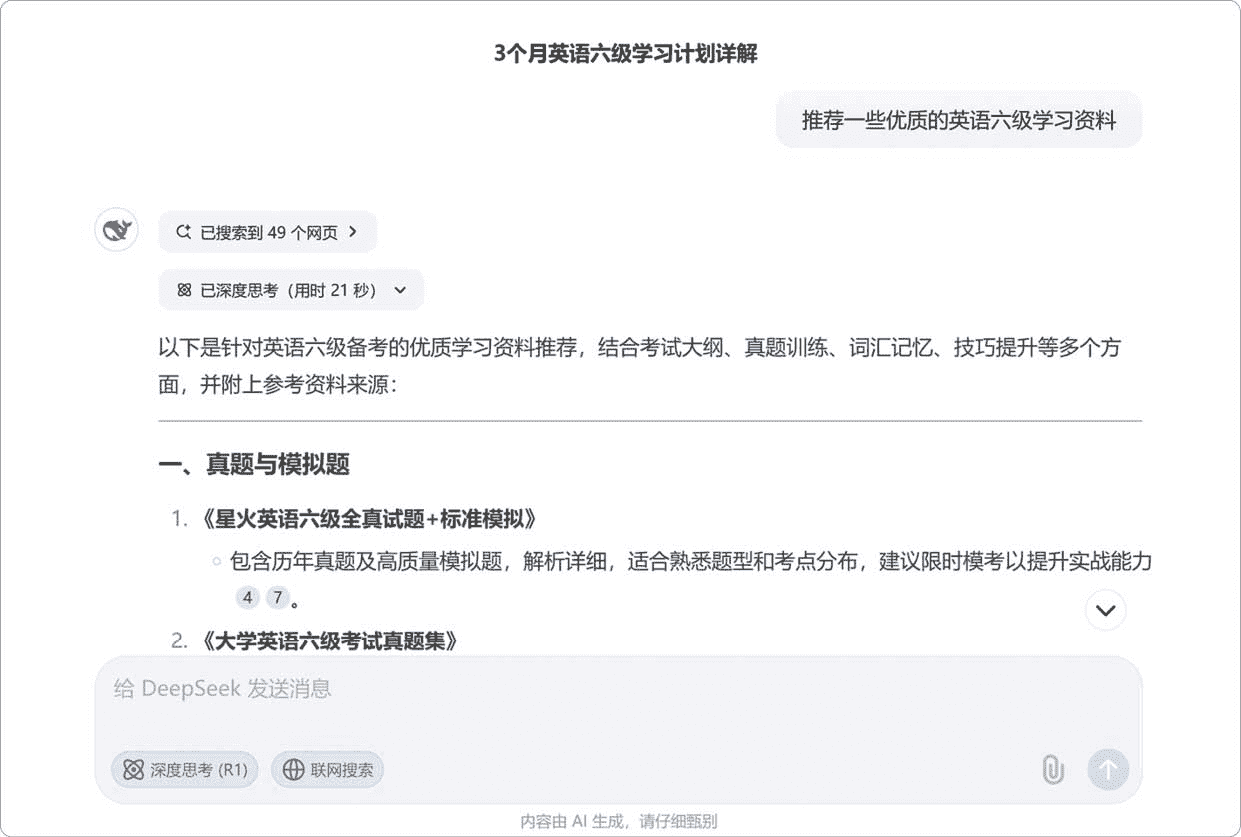 3个月英语六级学习计划详解
推荐一些优质的英语六级学习资料
已搜索到 49 个网页
已深度思考（用时 21 秒）
以下是针对英语六级备考的优质学习资料推荐，结合考试大纲、真题训练、词汇记忆、技巧提升等多个方
面，并附上参考资料来源：
一、真题与模拟题
1. 《星火英语六级全真试题+标准模拟》
包含历年真题及高质量模拟题，解析详细，适合熟悉题型和考点分布，建议限时模考以提升实战能力
4 7 。
2. 《大学英语六级考试真题集》
给 DeepSeek 发送消息
深度思考 (R1) 联网搜索
内容由 AI 生成，请仔细甄别